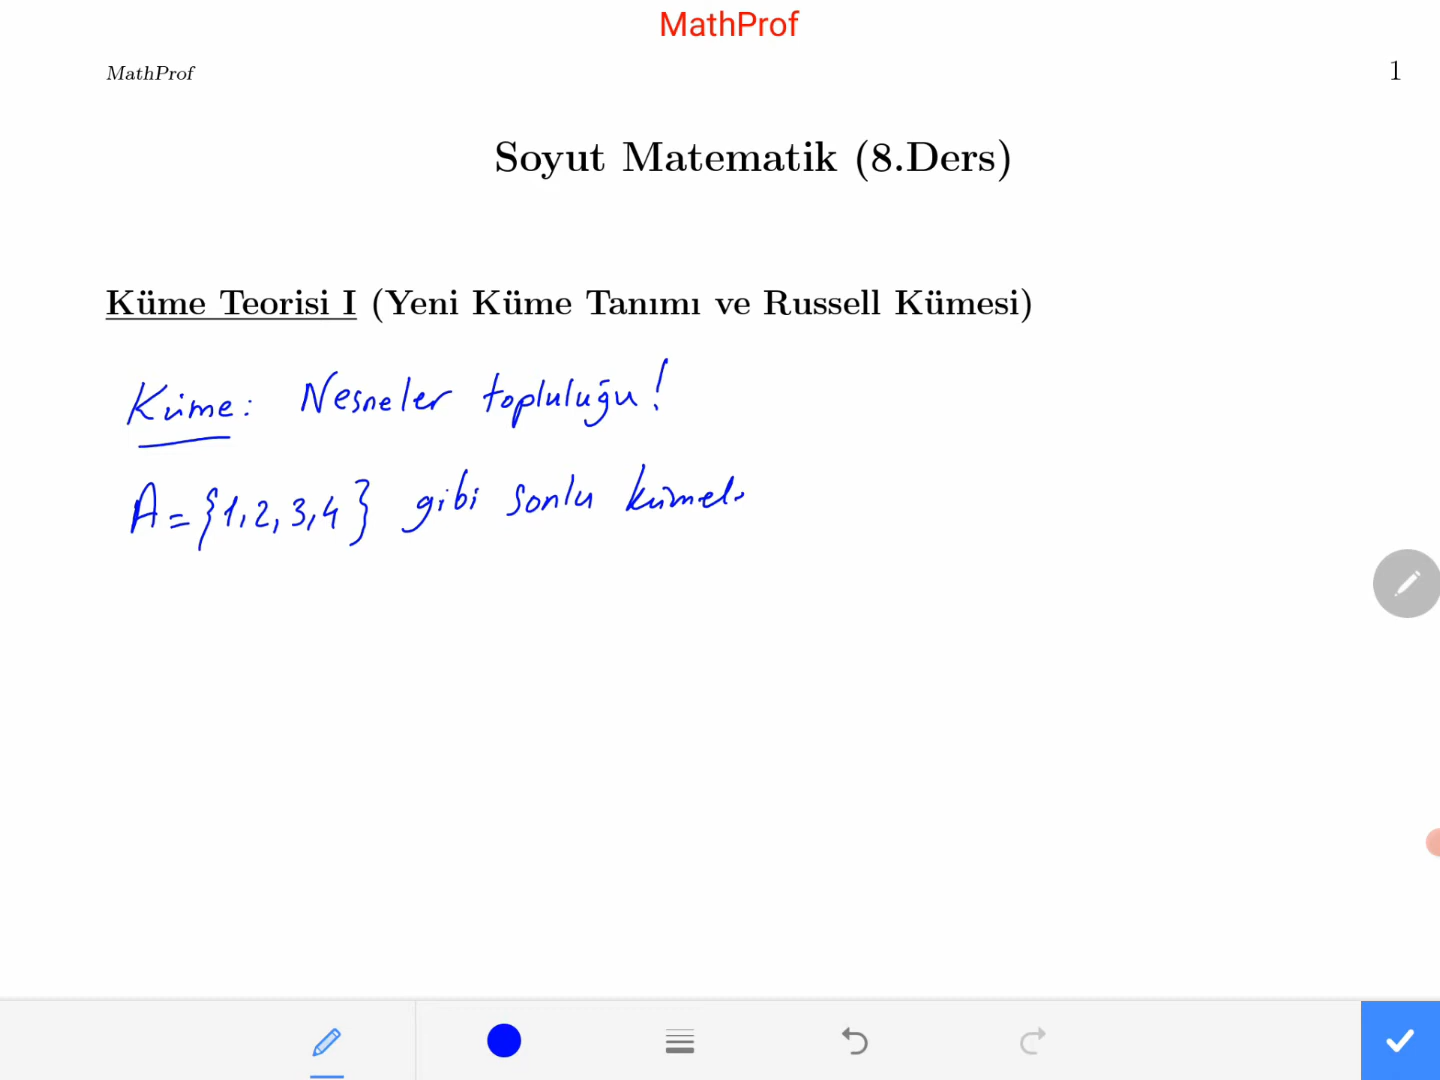 MathProf
MathProf 1
Soyut Matematik (8.Ders)
Küme Teorisi I (Yeni Küme Tanımı ve Russell Kümesi)
Küme: Nesneler topluluğu!
A={1,2,3,4} gibi sonlu kümele